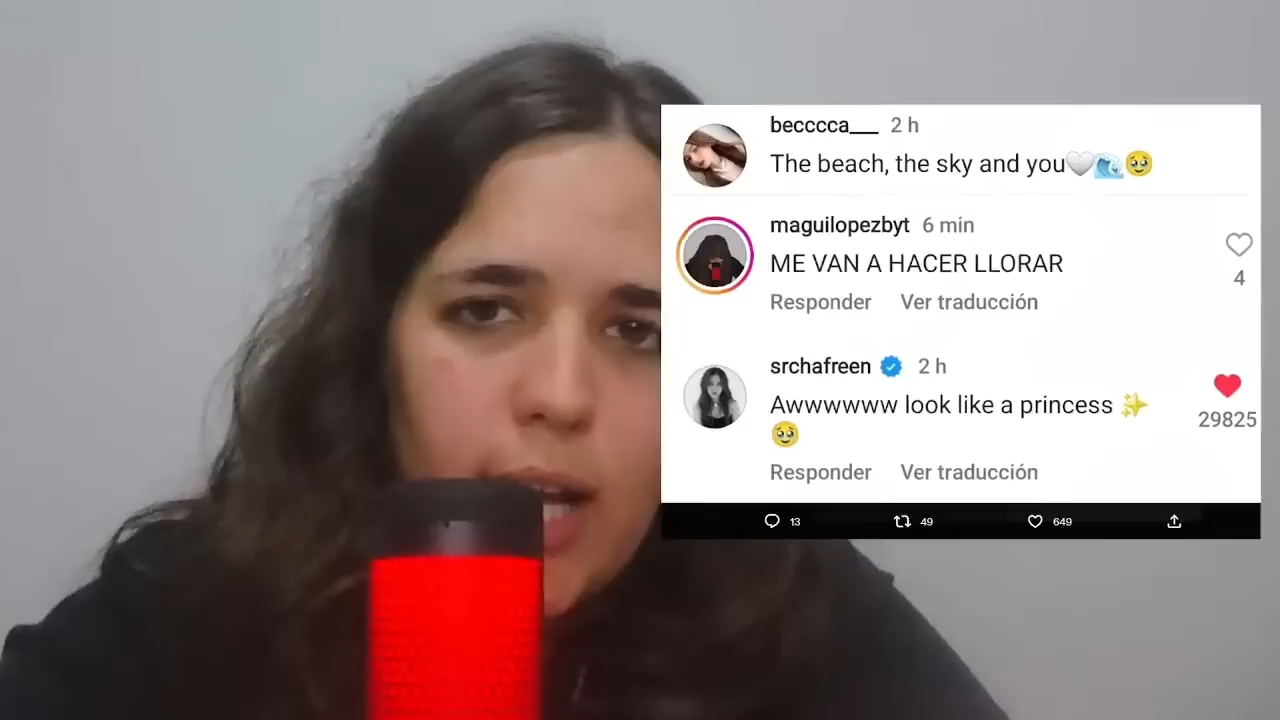 becccca___ 2 h
The beach, the sky and you🤍🌊🥹
maguilopezbyt 6 min
ME VAN A HACER LLORAR
4
Responder Ver traducción
srchafreen 2 h
Awwwwww look like a princess ✨
🥹
29825
Responder Ver traducción
13 49 649